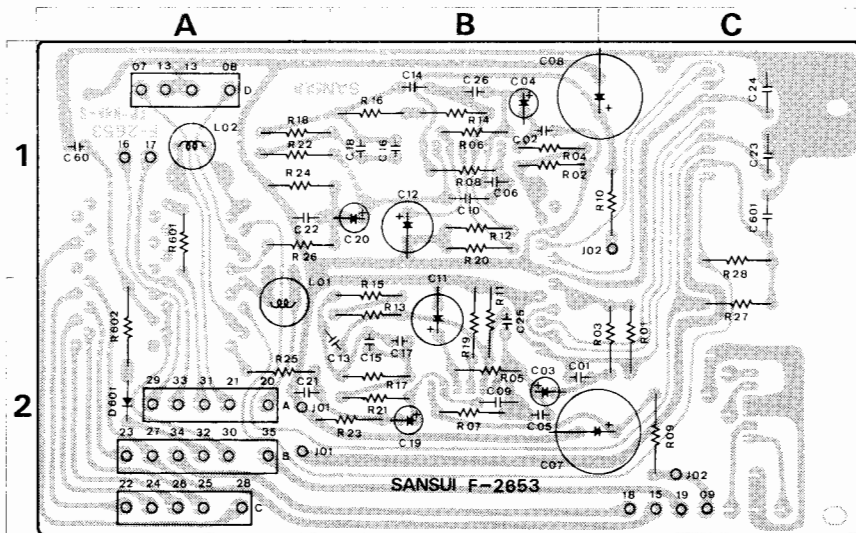 A B C
1
2
07 13 13 08 D
C14 C26 C04 C08
C24
R16
R18
R14
L02
R22
C18 C16
R06
C02
R04
C60 16 17
C23
R24
R08
R02
C06
R10
C12
C10
C22
C20
C601
R601
R12
J02
R26
R20
R28
L01
R15
C11
R11
R27
R13
R602
C25
R03 R01
R19
C13 C15 C17
R25
R05 C03 C01
R17
D601
29 33 31 21 20 A
C21
J01
R21
C09
R23
C19
R07
C05
R09
23 27 34 32 30 35 B
J01
C07
J02
SANSUI F-2653
22 24 26 25 28 C
18 15 19 09